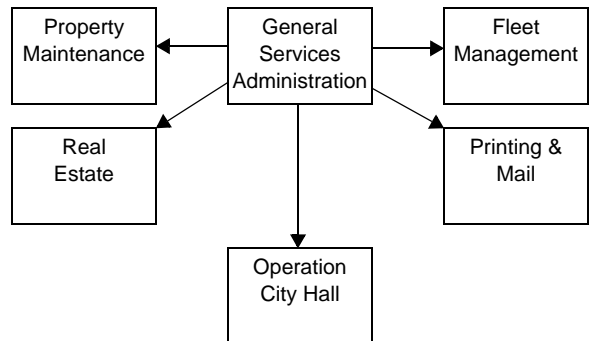 Property
Maintenance
General
Services
Administration
Fleet
Management
Real
Estate
Printing &
Mail
Operation
City Hall